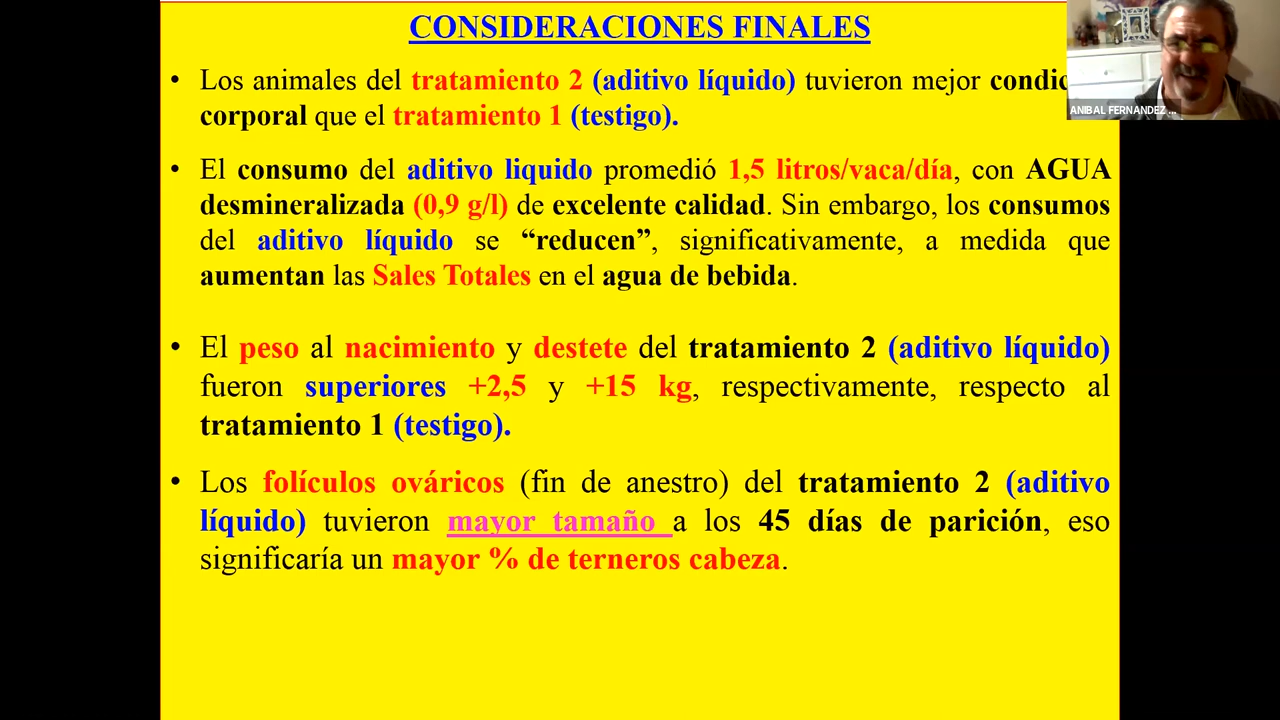 CONSIDERACIONES FINALES
• Los animales del tratamiento 2 (aditivo líquido) tuvieron mejor
corporal que el tratamiento 1 (testigo).
ANIBAL FERNANDEZ ...
• El consumo del aditivo liquido promedió 1,5 litros/vaca/día, con AGUA
desmineralizada (0,9 g/l) de excelente calidad. Sin embargo, los consumos
del aditivo líquido se “reducen”, significativamente, a medida que
aumentan las Sales Totales en el agua de bebida.
• El peso al nacimiento y destete del tratamiento 2 (aditivo líquido)
fueron superiores +2,5 y +15 kg, respectivamente, respecto al
tratamiento 1 (testigo).
• Los folículos ováricos (fin de anestro) del tratamiento 2 (aditivo
líquido) tuvieron mayor tamaño a los 45 días de parición, eso
significaría un mayor % de terneros cabeza.